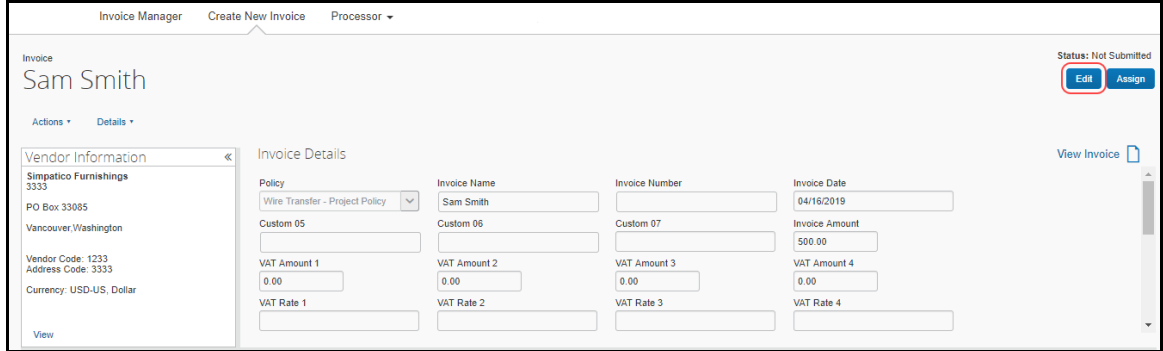 Invoice Manager Create New Invoice Processor
Invoice
Sam Smith
Status: Not Submitted
Edit Assign
Actions Details
Vendor Information «
Simpatico Furnishings
3333
PO Box 33085
Vancouver,Washington
Vendor Code: 1233
Address Code: 3333
Currency: USD-US, Dollar
View
Invoice Details
View Invoice
Policy Invoice Name Invoice Number Invoice Date
Wire Transfer - Project Policy Sam Smith 04/16/2019
Custom 05 Custom 06 Custom 07 Invoice Amount
500.00
VAT Amount 1 VAT Amount 2 VAT Amount 3 VAT Amount 4
0.00 0.00 0.00 0.00
VAT Rate 1 VAT Rate 2 VAT Rate 3 VAT Rate 4